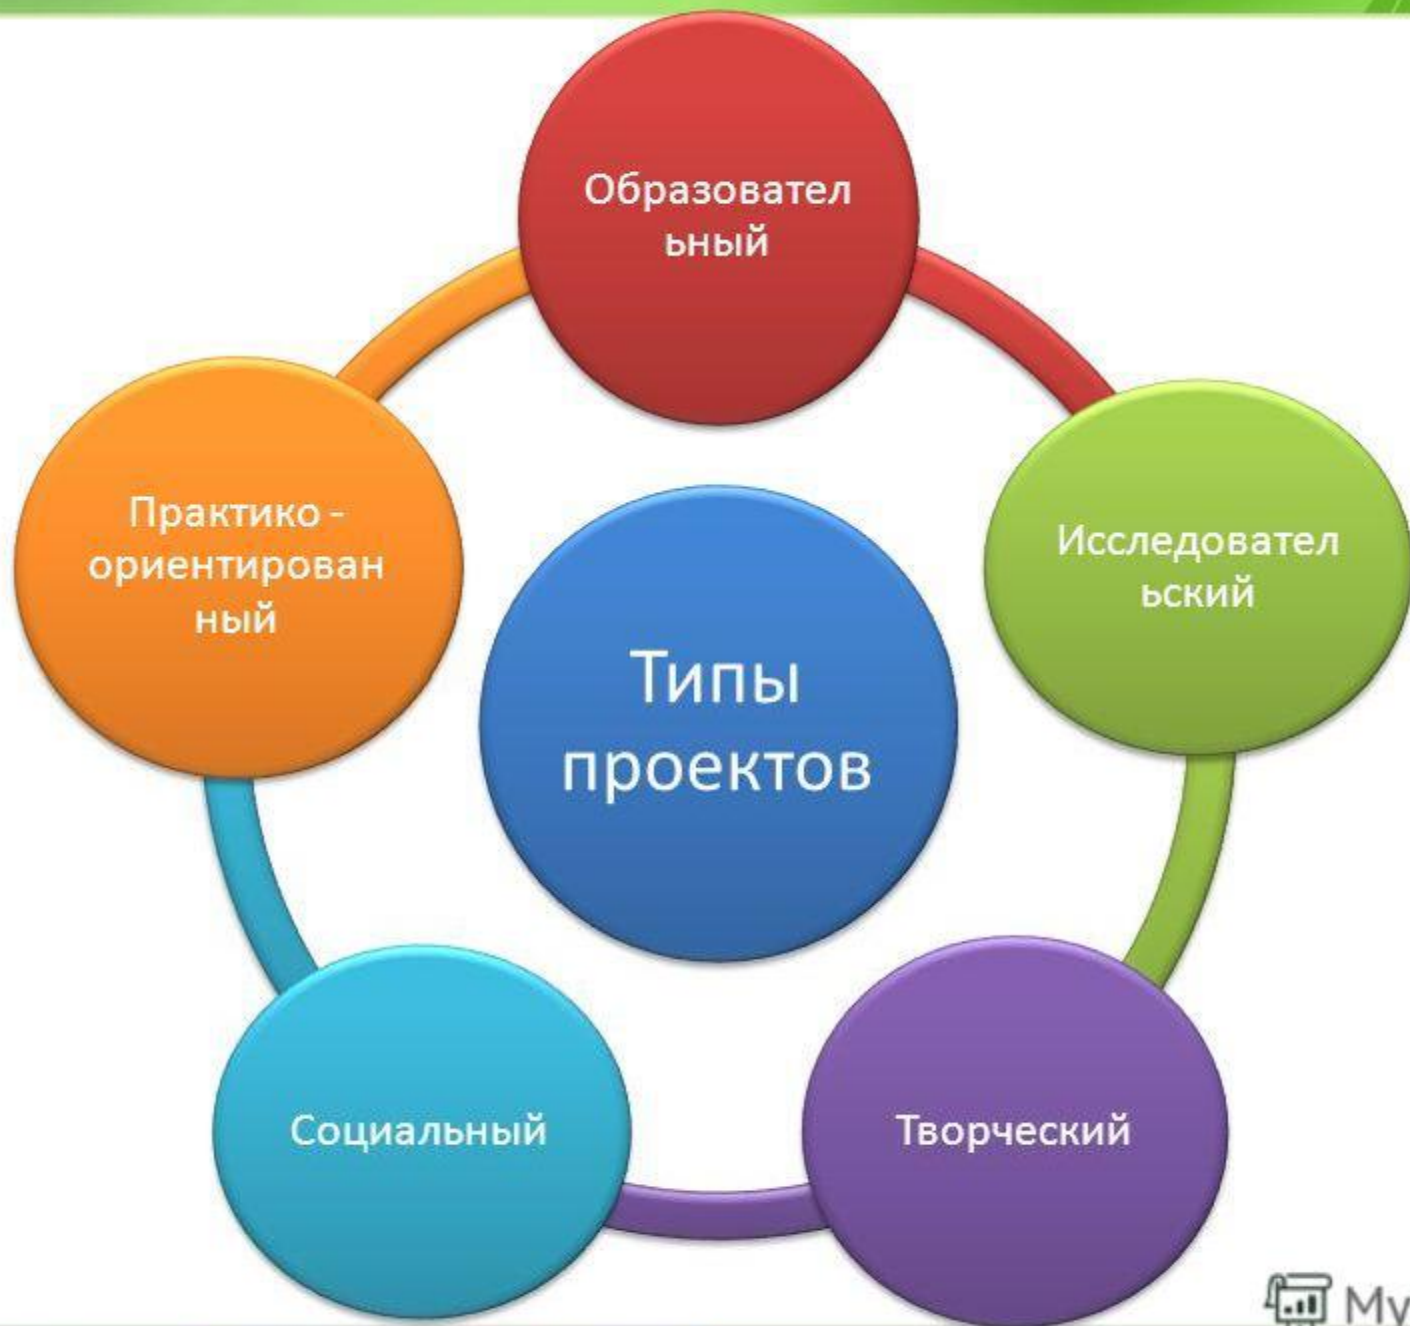 Образовател
ьный
Исследовател
ьский
Творческий
Социальный
Практико -
ориентирован
ный
Типы
проектов
My